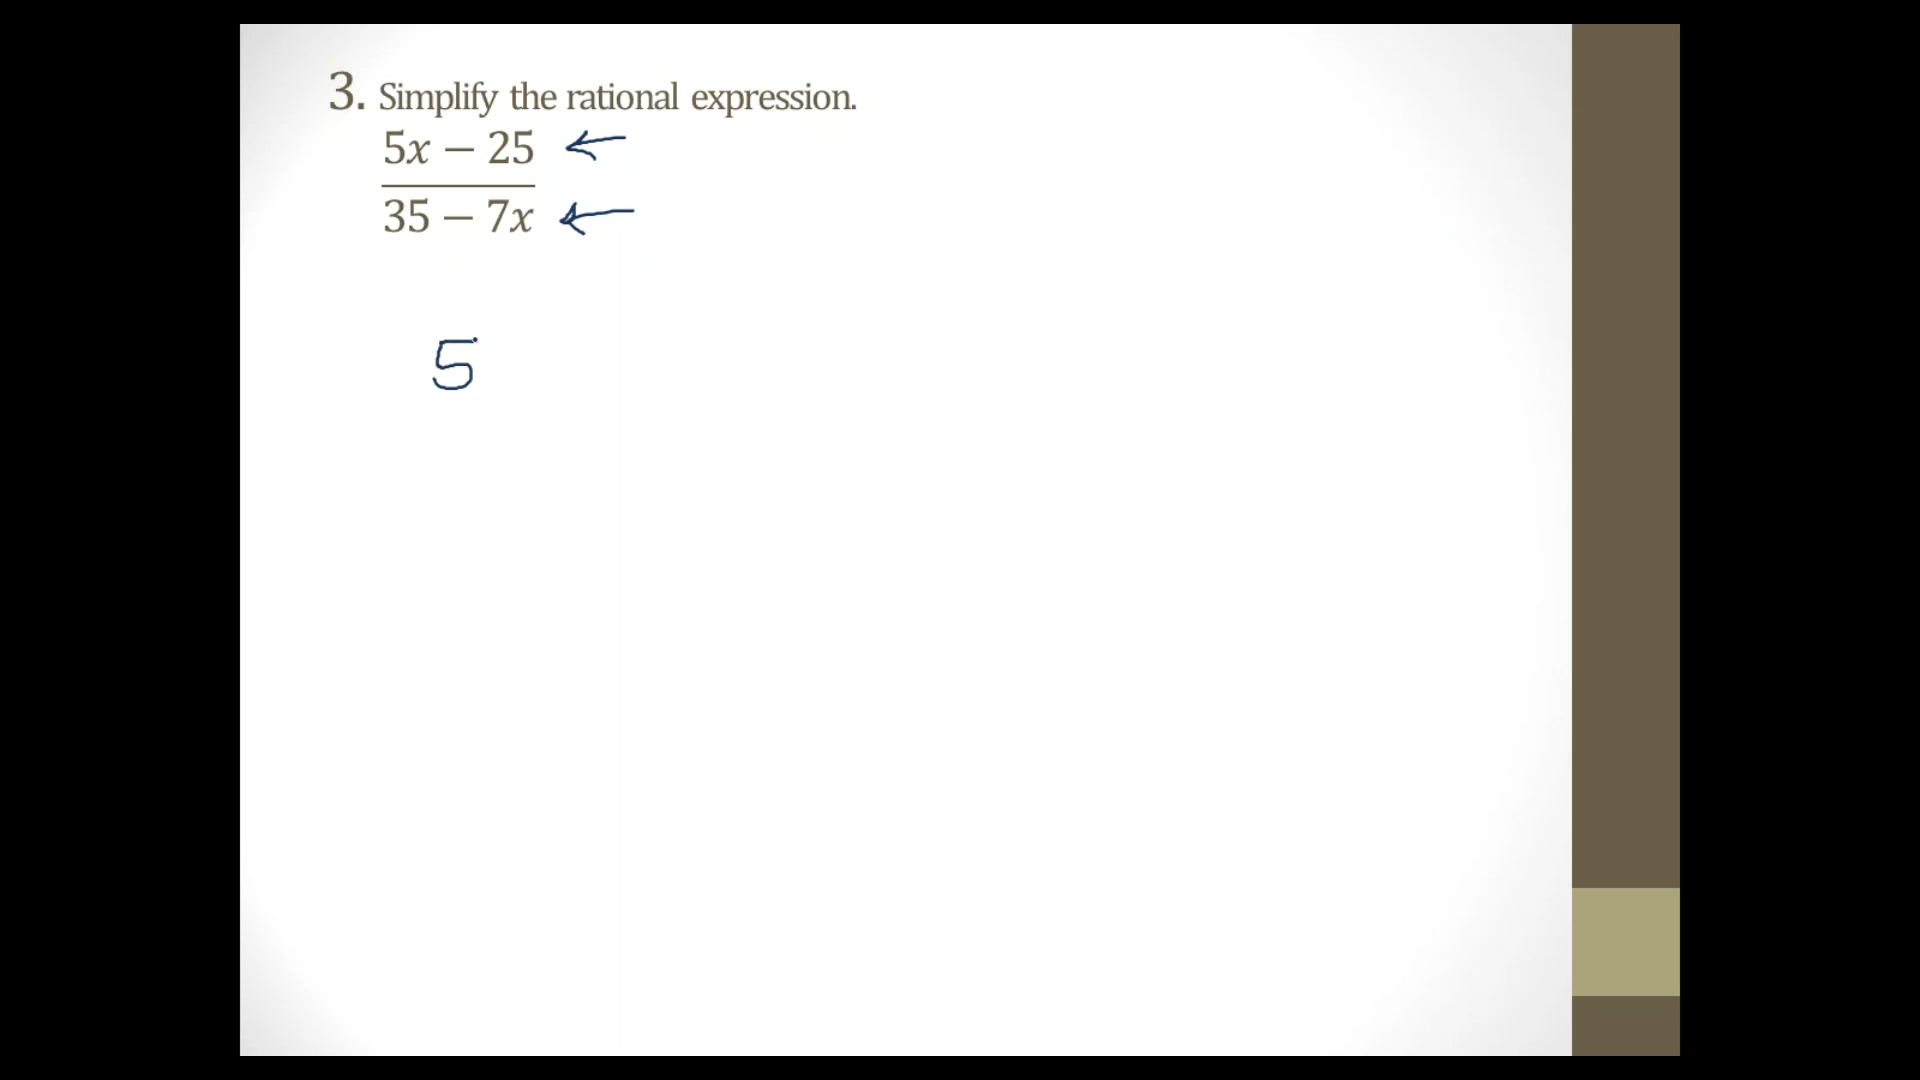 3. Simplify the rational expression.
5x – 25
35 – 7x
5